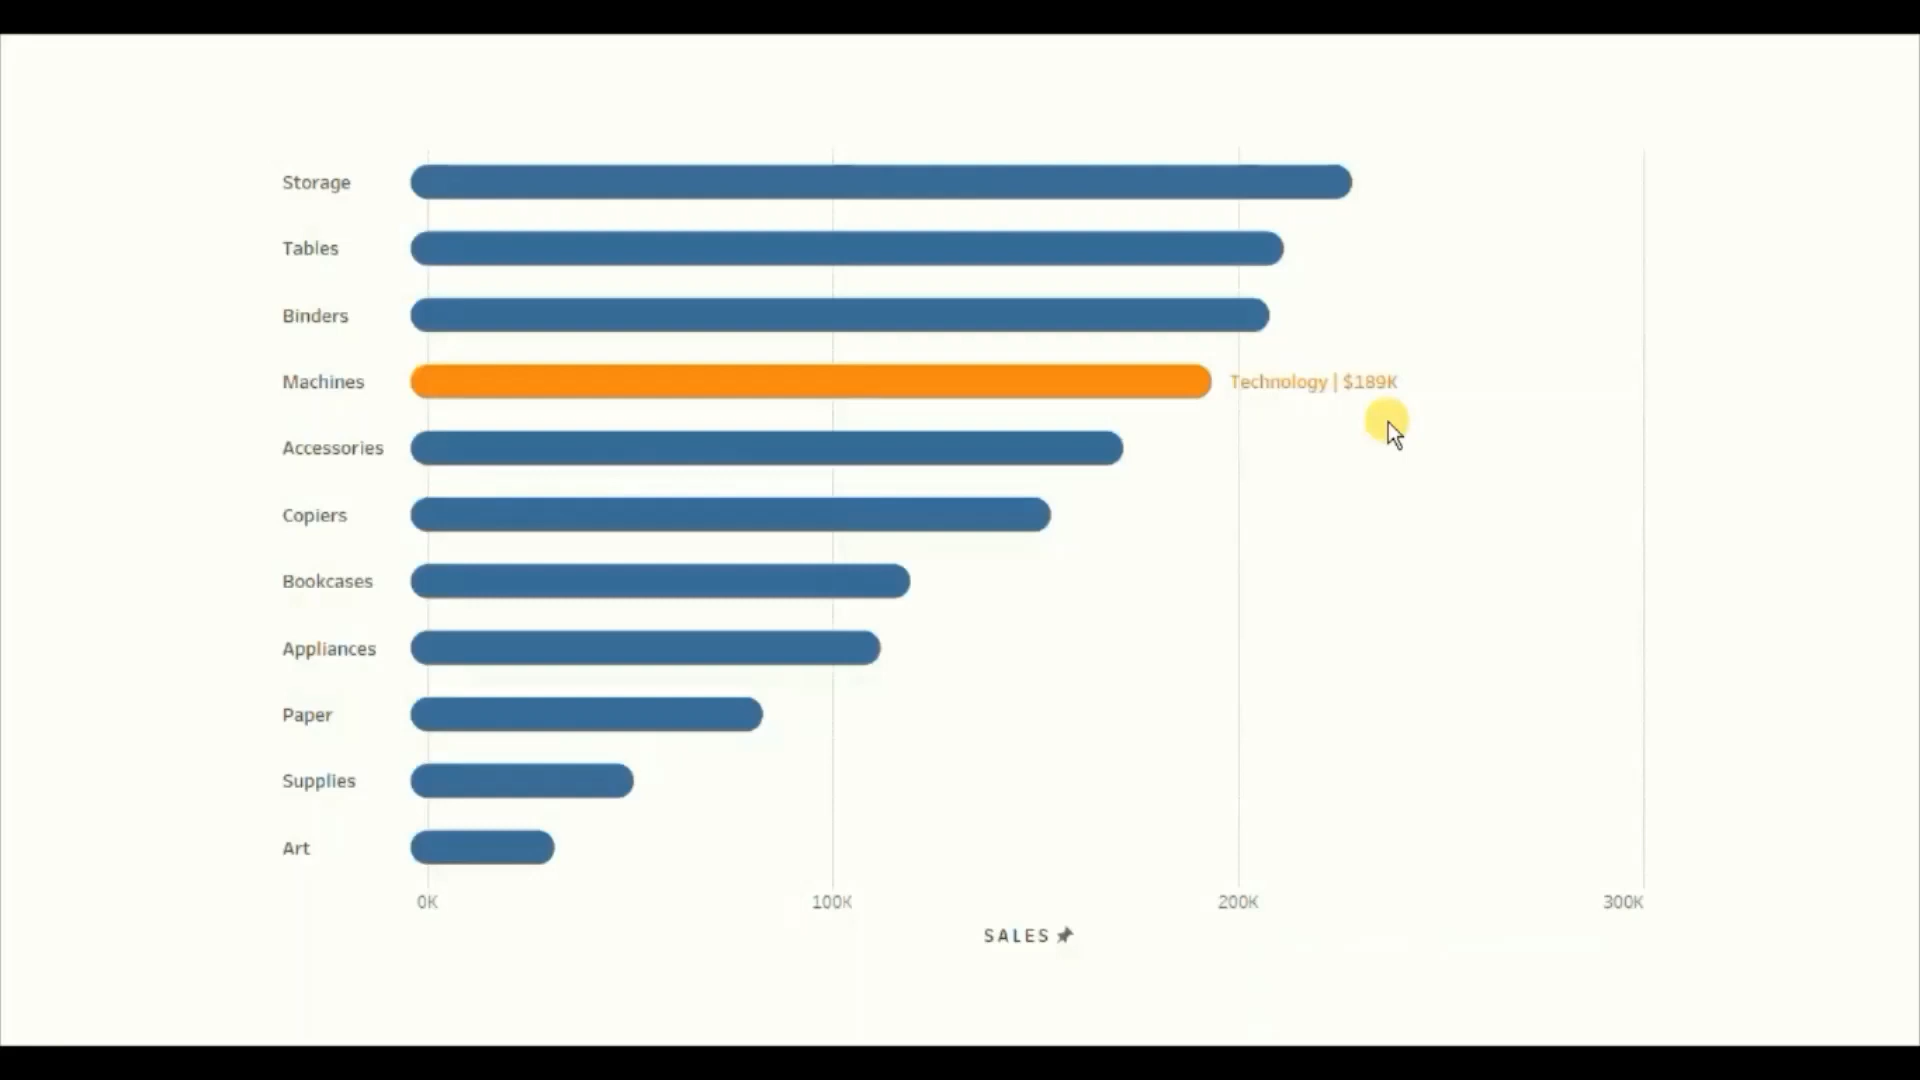 Storage
Tables
Binders
Machines
Technology | $189K
Accessories
Copiers
Bookcases
Appliances
Paper
Supplies
Art
0K
100K
200K
300K
SALES